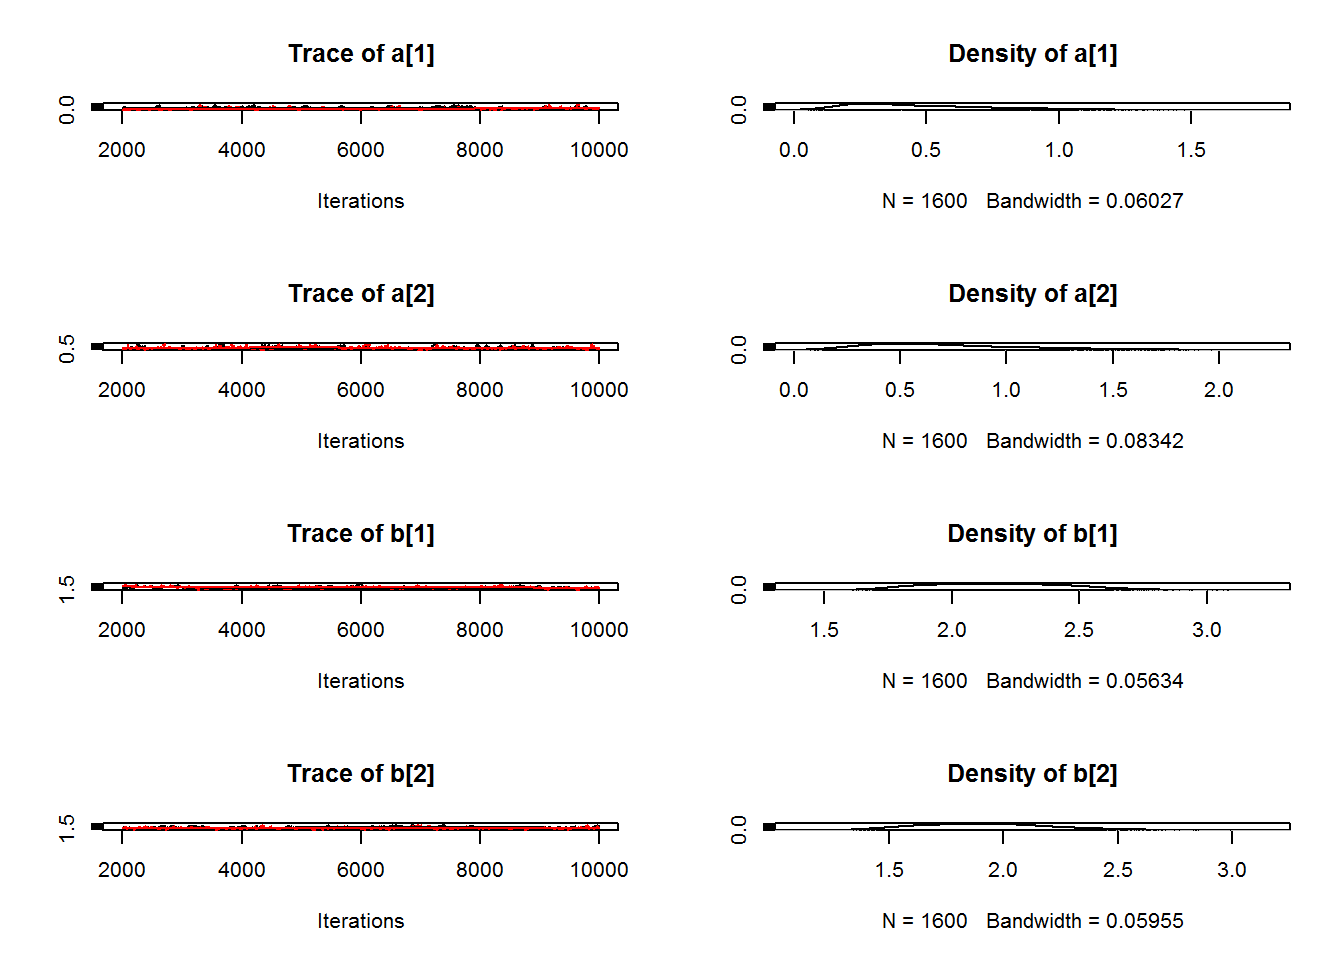 Trace of a[1]
0.0
2000 4000 6000 8000 10000
Iterations
Density of a[1]
0.0
0.0 0.5 1.0 1.5
N = 1600 Bandwidth = 0.06027
Trace of a[2]
0.5
2000 4000 6000 8000 10000
Iterations
Density of a[2]
0.0
0.0 0.5 1.0 1.5 2.0
N = 1600 Bandwidth = 0.08342
Trace of b[1]
1.5
2000 4000 6000 8000 10000
Iterations
Density of b[1]
0.0
1.5 2.0 2.5 3.0
N = 1600 Bandwidth = 0.05634
Trace of b[2]
1.5
2000 4000 6000 8000 10000
Iterations
Density of b[2]
0.0
1.5 2.0 2.5 3.0
N = 1600 Bandwidth = 0.05955